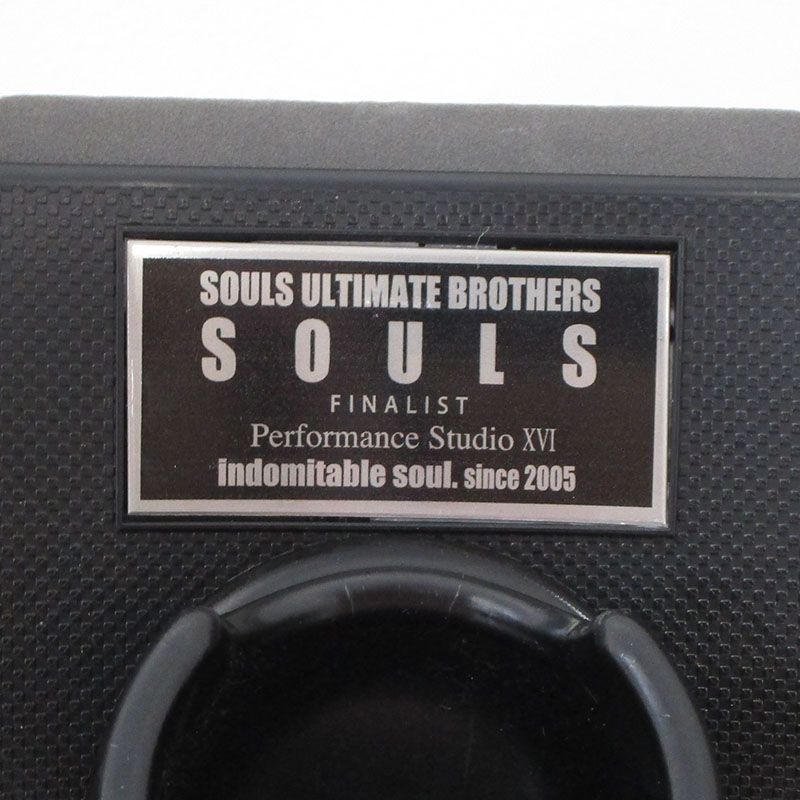 SOULS ULTIMATE BROTHERS
SOULS
FINALIST
Performance Studio XVI
indomitable soul. since 2005